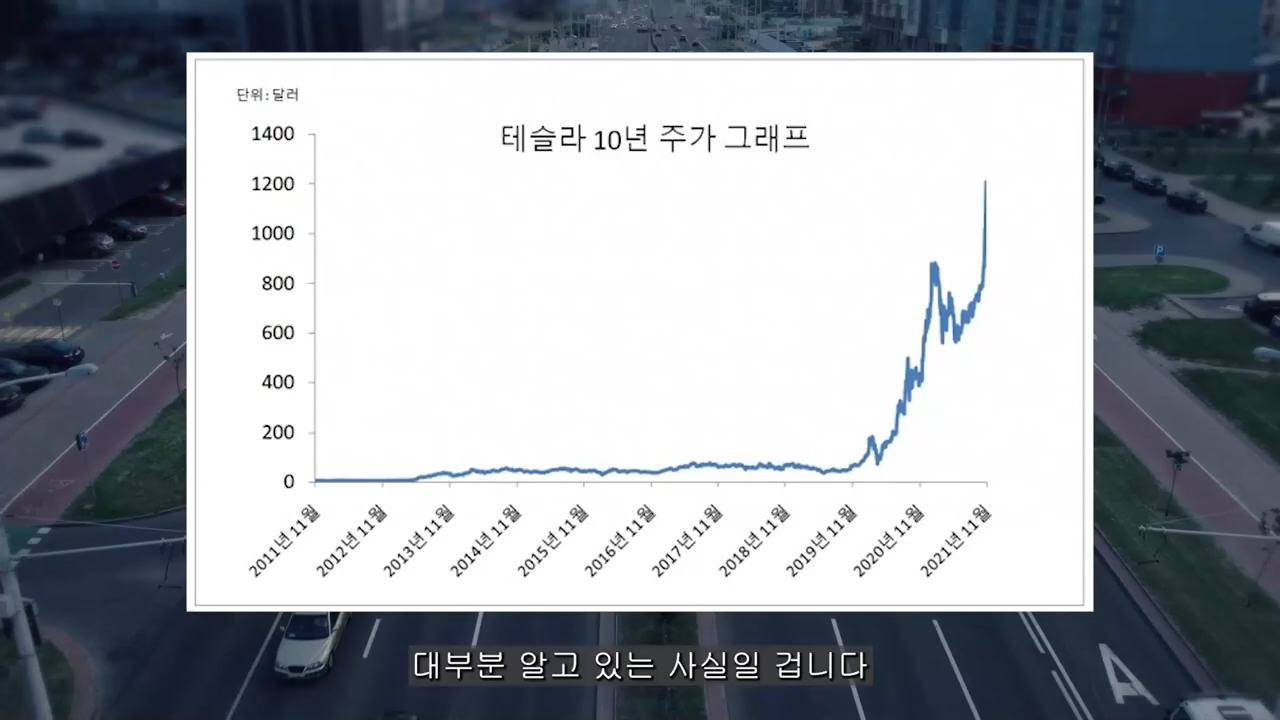 단위:달러
테슬라 10년 주가 그래프
1400
1200
1000
800
600
400
200
0
2011년 11월
2012년 11월
2013년 11월
2014년 11월
2015년 11월
2016년 11월
2017년 11월
2018년 11월
2019년 11월
2020년 11월
2021년 11월
대부분 알고 있는 사실일 겁니다
A
P